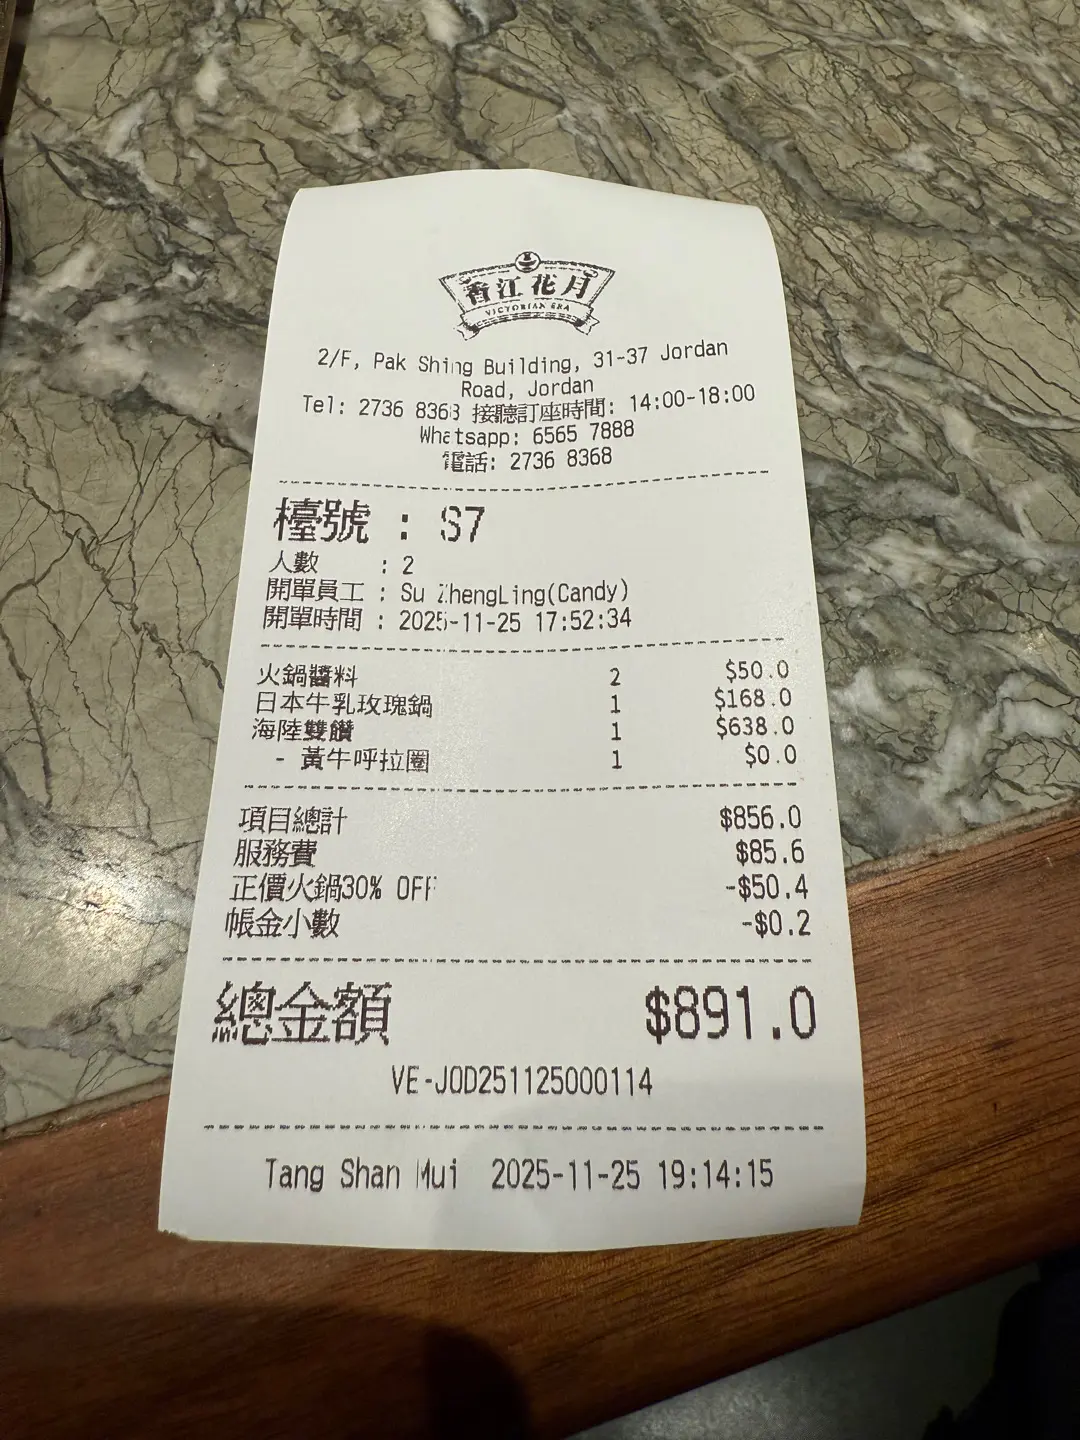 香江花月
VICTORIAN ERA
2/F, Pak Shing Building, 31-37 Jordan
Road, Jordan
Tel: 2736 8368 接聽訂座時間: 14:00-18:00
Whatsapp: 6565 7888
電話: 2736 8368
檯號 : S7
人數 : 2
開單員工 : Su ZhengLing(Candy)
開單時間 : 2025-11-25 17:52:34
火鍋醬料 2 $50.0
日本牛乳玫瑰鍋 1 $168.0
海陸雙鑽 1 $638.0
- 黃牛呼拉圈 1 $0.0
項目總計 $856.0
服務費 $85.6
正價火鍋30% OFF -$50.4
帳金小數 -$0.2
總金額 $891.0
VE-JOD251125000114
Tang Shan Mui 2025-11-25 19:14:15